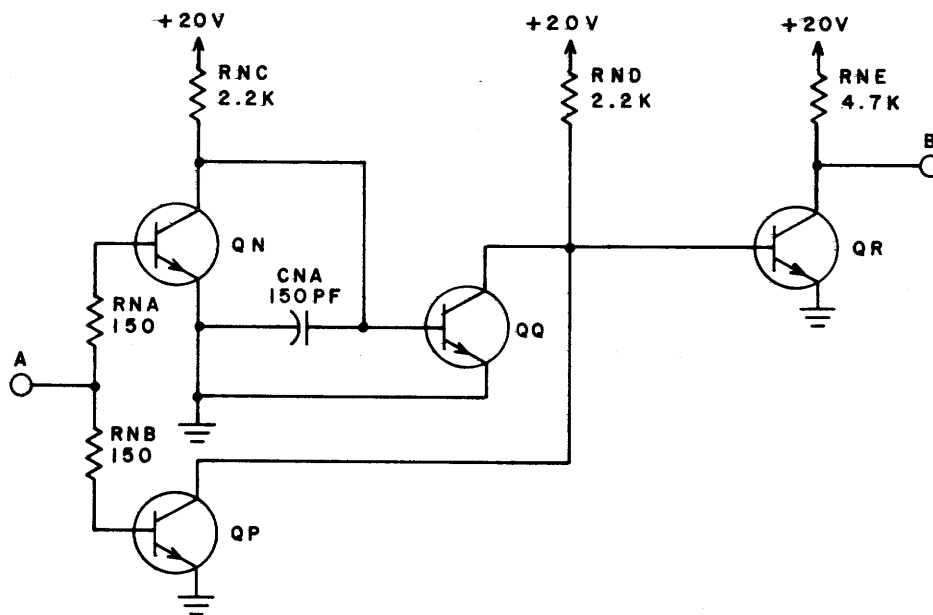 +20V
+20V
+20V
RNC
2.2K
RND
2.2K
RNE
4.7K
B
QN
QR
CNA
150PF
RNA
150
QQ
A
RNB
150
QP